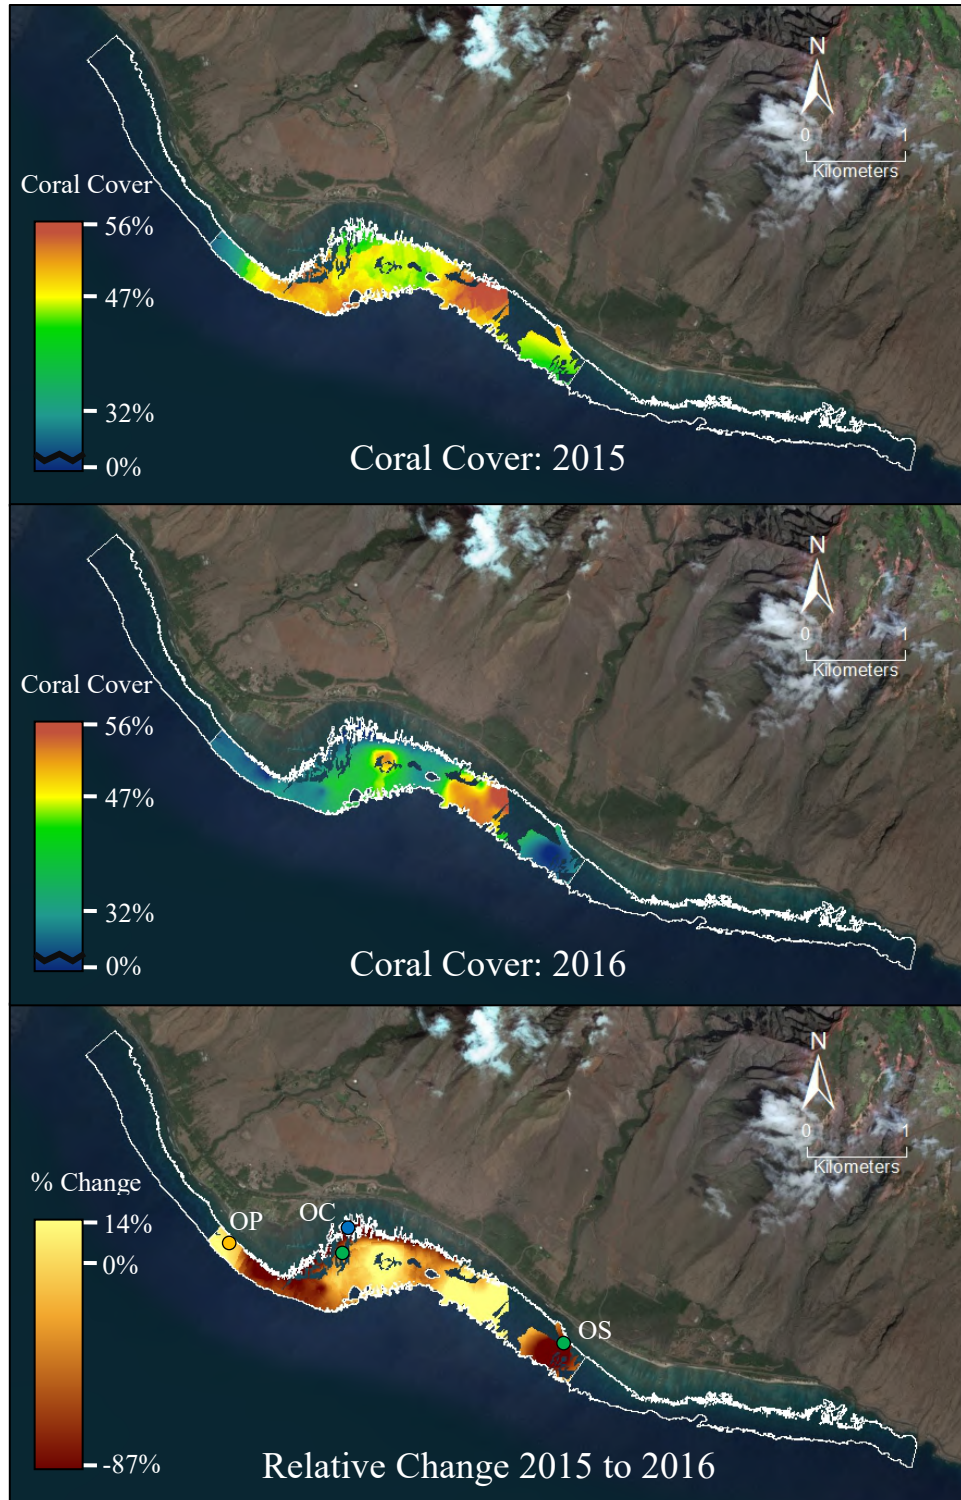 N
0 1
Kilometers
Coral Cover
56%
47%
32%
0%
Coral Cover: 2015
N
0 1
Kilometers
Coral Cover
56%
47%
32%
0%
Coral Cover: 2016
N
0 1
Kilometers
% Change
14%
0%
-87%
OP
OC
OS
Relative Change 2015 to 2016